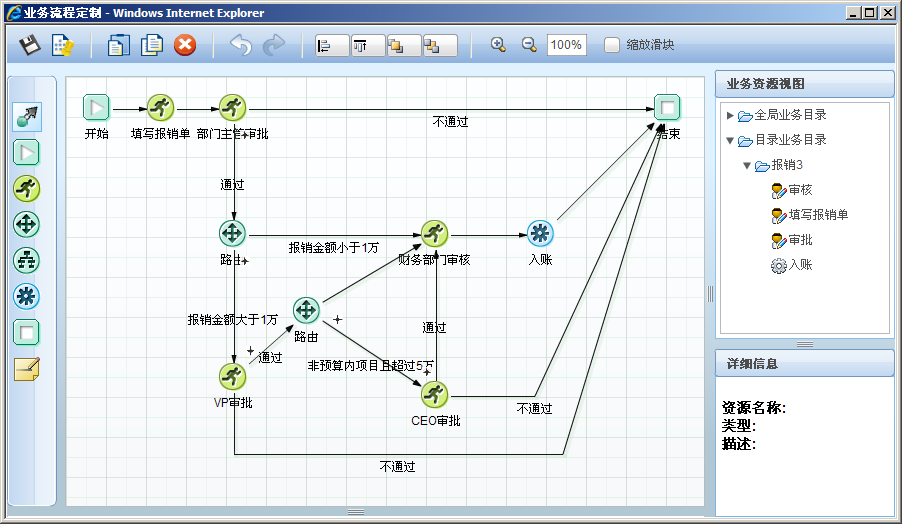 业务流程定制 - Windows Internet Explorer
100%
缩放滑块
开始
填写报销单
部门主管审批
不通过
结束
通过
路由
报销金额小于1万
财务部门审核
入账
报销金额大于1万
路由
通过
通过
非预算内项目且超过5万
VP审批
CEO审批
不通过
不通过
业务资源视图
全局业务目录
目录业务目录
报销3
审核
填写报销单
审批
入账
详细信息
资源名称:
类型:
描述: